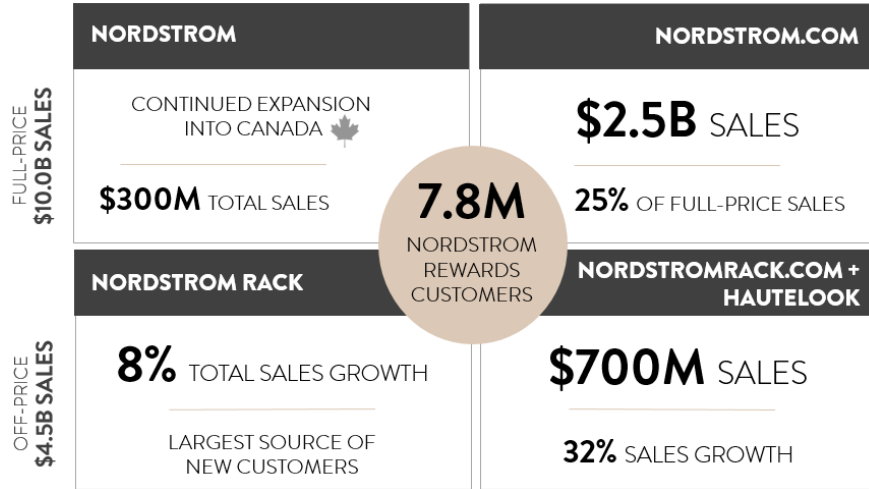 FULL-PRICE
$10.0B SALES
NORDSTROM
CONTINUED EXPANSION
INTO CANADA
$300M TOTAL SALES
NORDSTROM.COM
$2.5B SALES
25% OF FULL-PRICE SALES
7.8M
NORDSTROM
REWARDS
CUSTOMERS
OFF-PRICE
$4.5B SALES
NORDSTROM RACK
8% TOTAL SALES GROWTH
LARGEST SOURCE OF
NEW CUSTOMERS
NORDSTROMRACK.COM +
HAUTELOOK
$700M SALES
32% SALES GROWTH